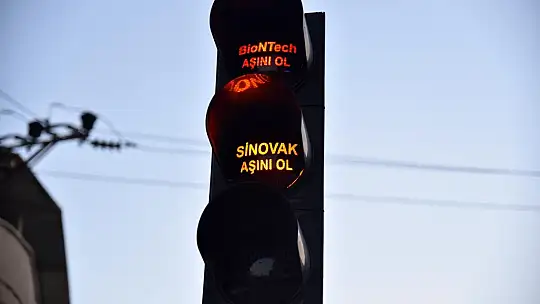 BioNTech
AŞINI OL
SİNOVAK
AŞINI OL